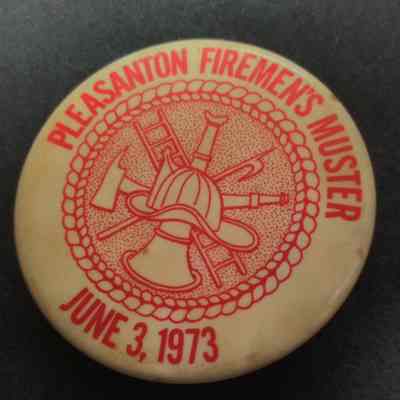 PLEASANTON FIREMEN'S MUSTER
JUNE 3, 1973